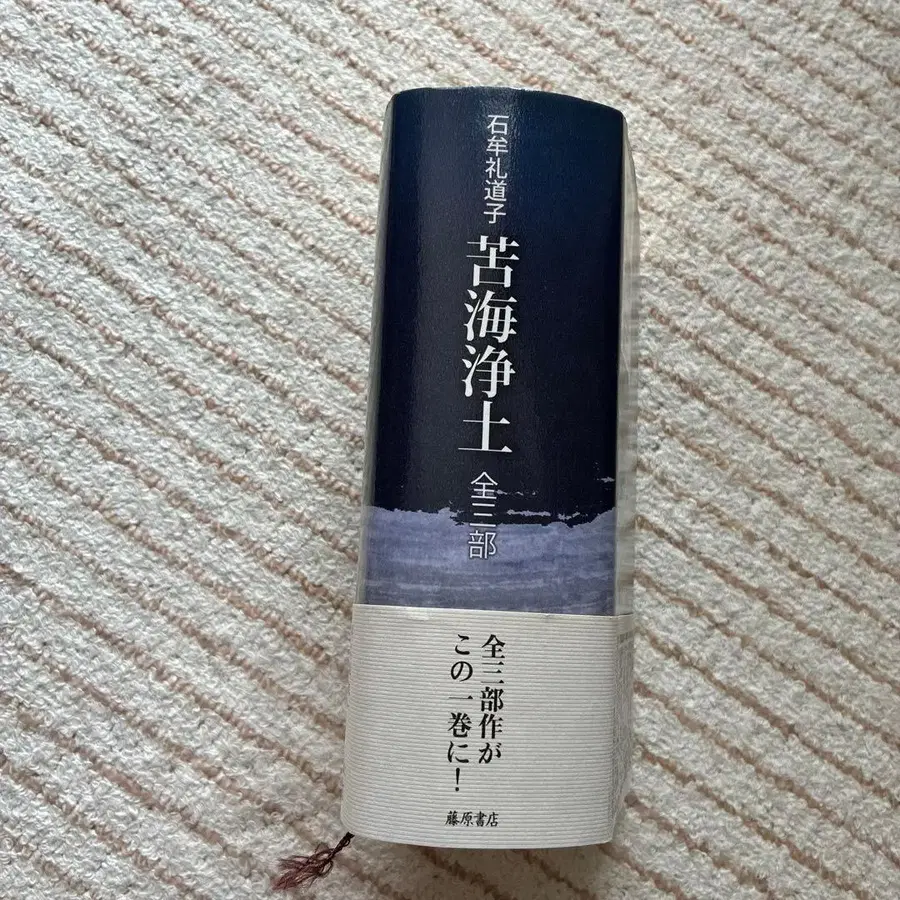 石牟礼道子
苦海浄土
全三部
全三部作が
この一巻に!
藤原書店